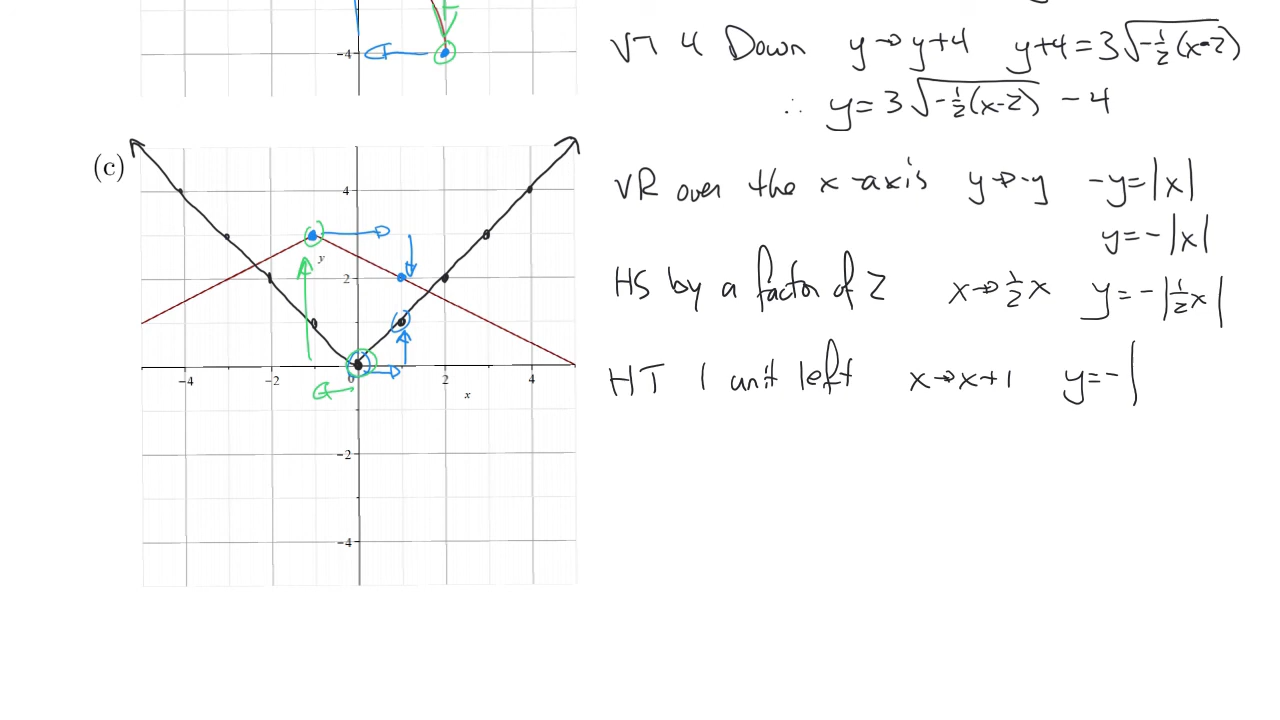 -4
VT 4 Down y→y+4 y+4=3√-½(x-2)
∴ y=3√-½(x-2) -4
(c)
4
VR over the x-axis y→-y -y=|x|
y=-|x|
y
2
HS by a factor of 2 x→½x y=-|½x|
-4 -2 0 2 4
x
HT 1 unit left x→x+1 y=-|
-2
-4